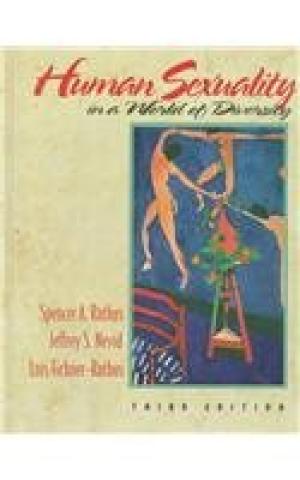 Human Sexuality
in a World of Diversity
Spencer A. Rathus
Jeffrey S. Nevid
Lois Fichner-Rathus
THIRD EDITION